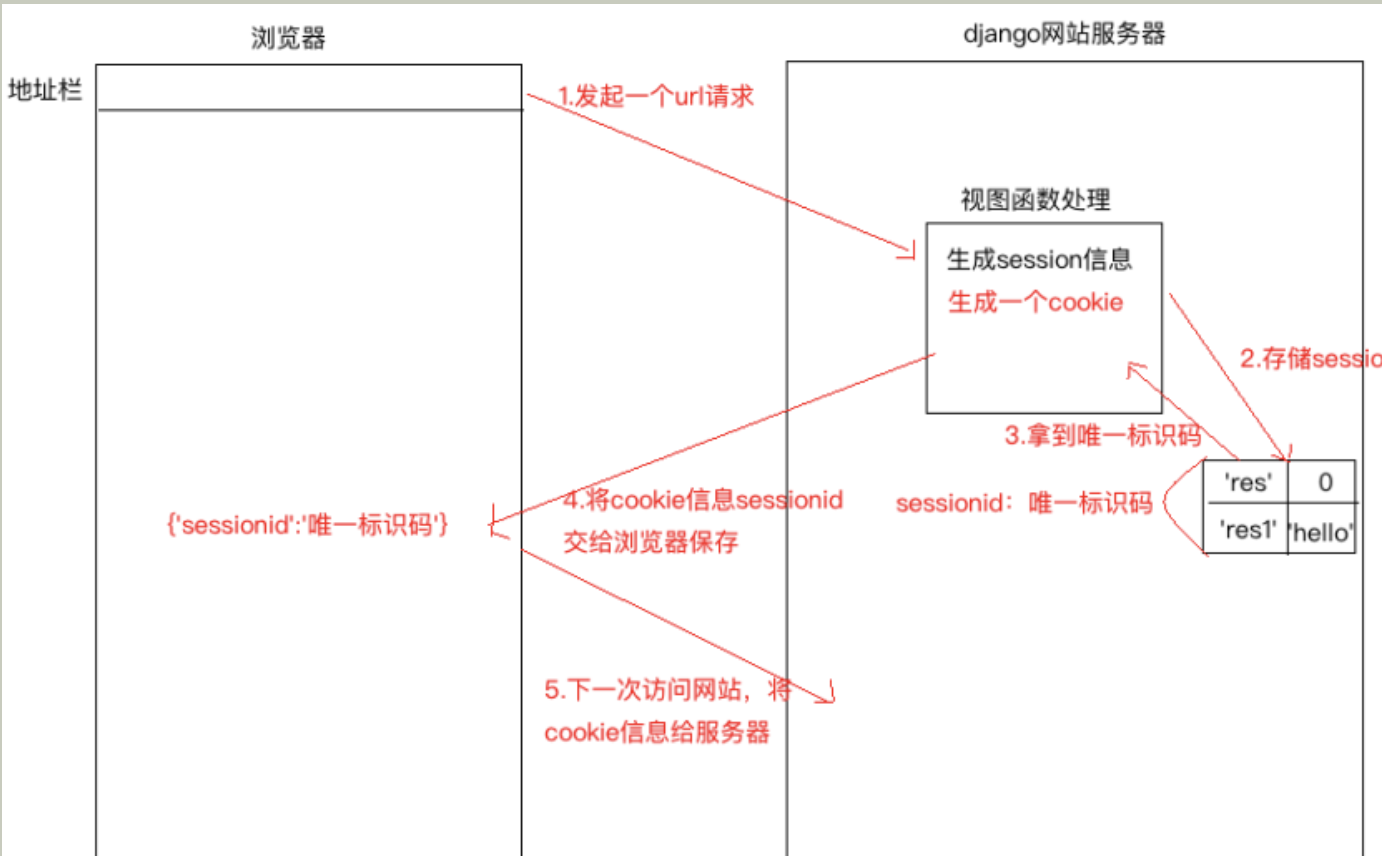 浏览器
django网站服务器
地址栏
1.发起一个url请求
视图函数处理
生成session信息
生成一个cookie
2.存储sessio
3.拿到唯一标识码
'res' 0
sessionid：唯一标识码
'res1' 'hello'
4.将cookie信息sessionid
交给浏览器保存
{'sessionid':'唯一标识码'}
5.下一次访问网站，将
cookie信息给服务器